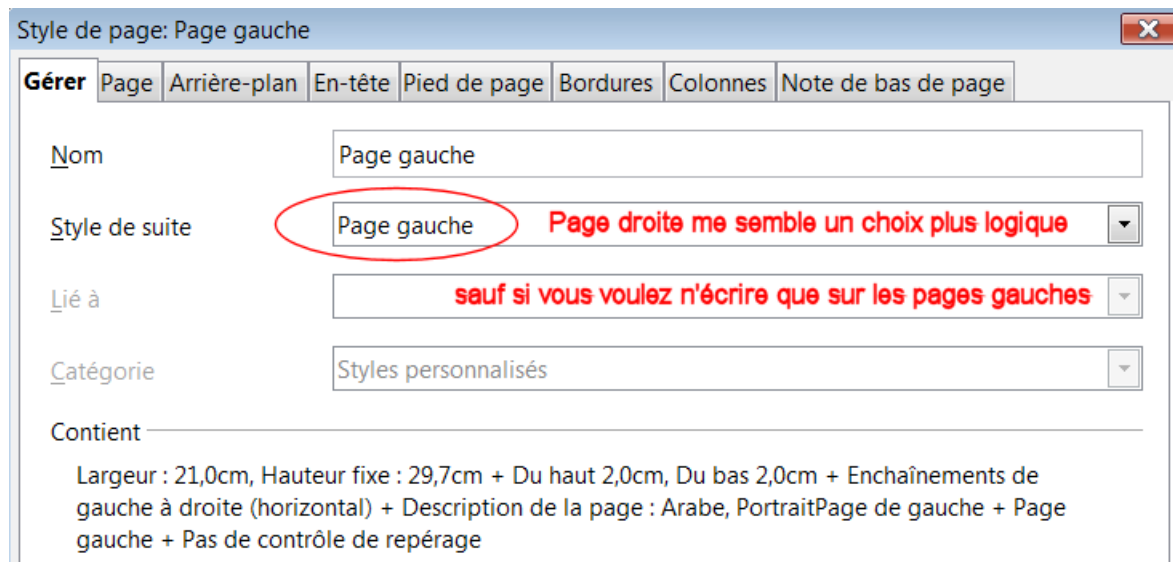 Style de page: Page gauche
Gérer Page Arrière-plan En-tête Pied de page Bordures Colonnes Note de bas de page
Nom Page gauche
Style de suite Page gauche Page droite me semble un choix plus logique
Lié à sauf si vous voulez n'écrire que sur les pages gauches
Catégorie Styles personnalisés
Contient
Largeur : 21,0cm, Hauteur fixe : 29,7cm + Du haut 2,0cm, Du bas 2,0cm + Enchaînements de
gauche à droite (horizontal) + Description de la page : Arabe, PortraitPage de gauche + Page
gauche + Pas de contrôle de repérage